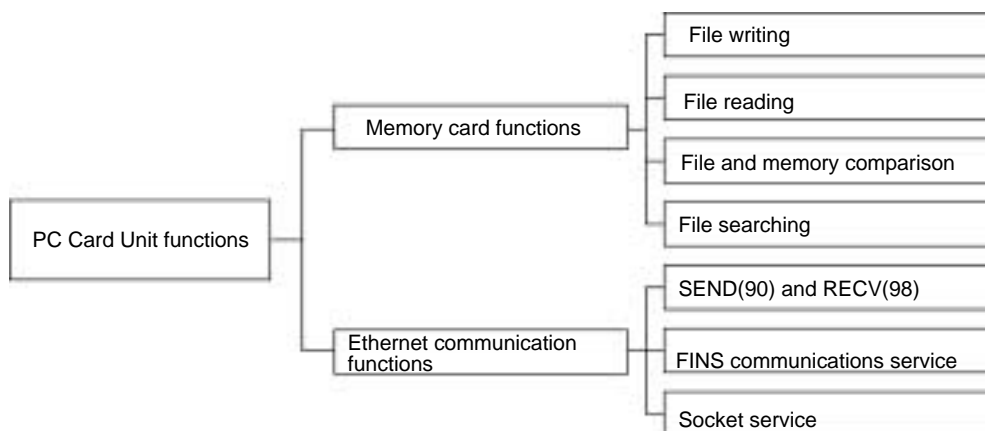 File writing
File reading
Memory card functions
File and memory comparison
File searching
PC Card Unit functions
SEND(90) and RECV(98)
Ethernet communication
functions
FINS communications service
Socket service